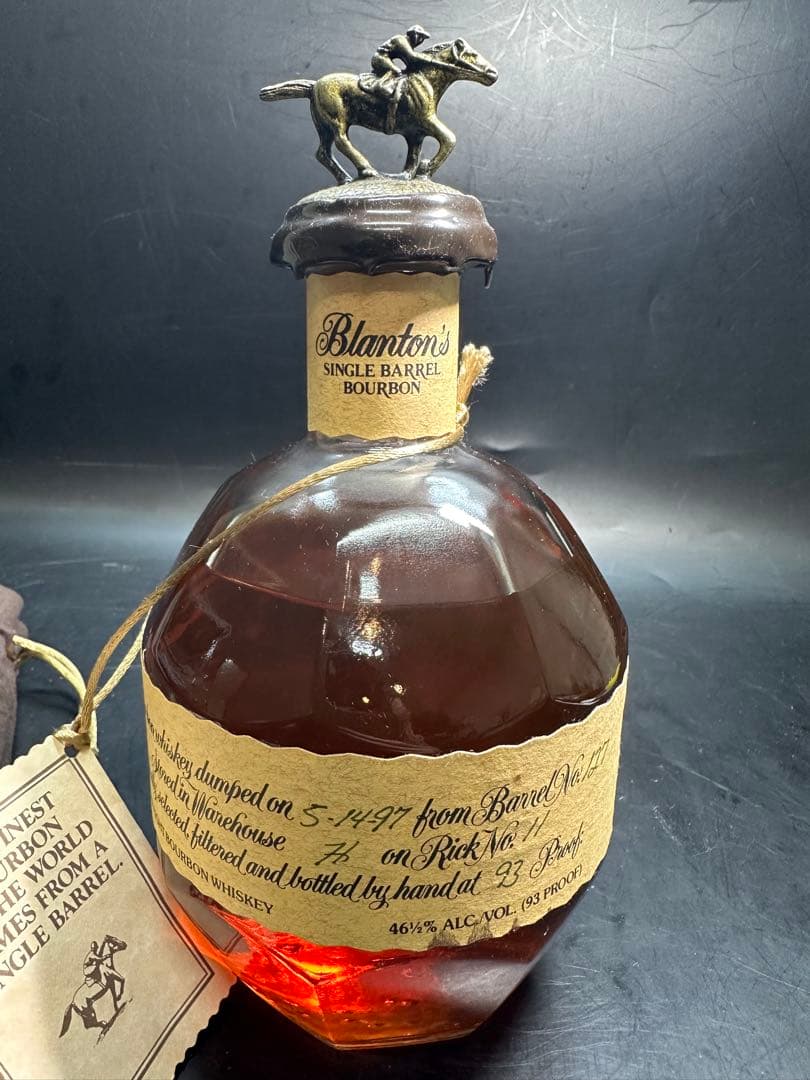 Blanton's
SINGLE BARREL
BOURBON
whiskey dumped on 5-14-97 from Barrel No. 127
stored in Warehouse H on Rick No. 11
selected, filtered and bottled by hand at 93 Proof.
BOURBON WHISKEY
46½% ALC./VOL. (93 PROOF)
INEST
URBON
HE WORLD
MES FROM A
NGLE BARREL.